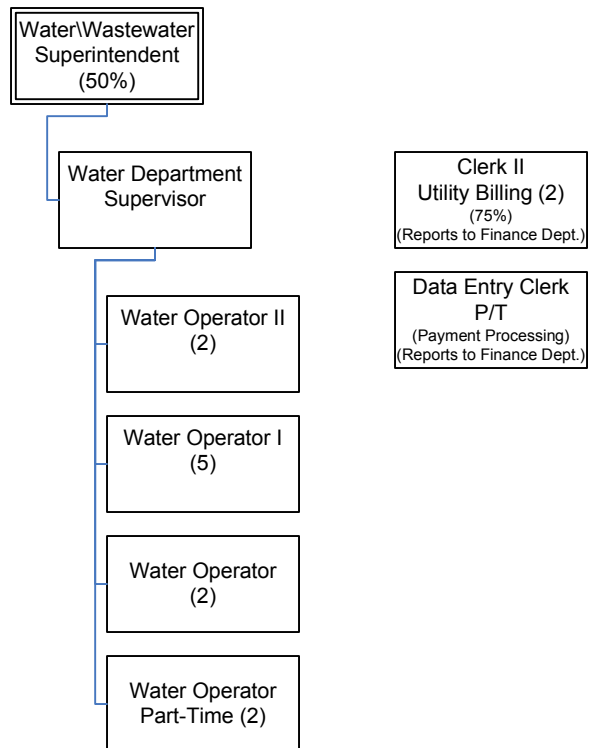 Water\Wastewater
Superintendent
(50%)
Water Department
Supervisor
Clerk II
Utility Billing (2)
(75%)
(Reports to Finance Dept.)
Data Entry Clerk
P/T
(Payment Processing)
(Reports to Finance Dept.)
Water Operator II
(2)
Water Operator I
(5)
Water Operator
(2)
Water Operator
Part-Time (2)